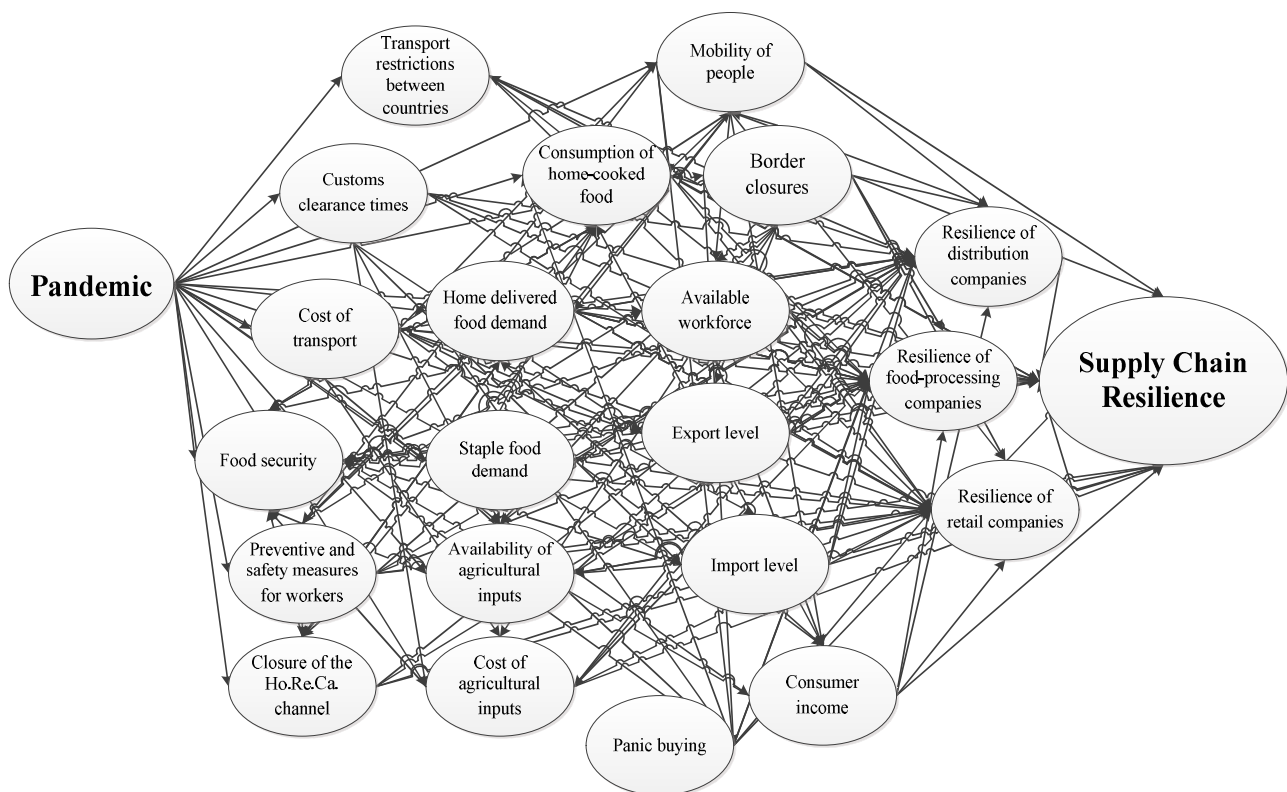 Transport
restrictions
between
countries
Mobility of
people
Consumption of
home-cooked
food
Border
closures
Customs
clearance times
Resilience of
distribution
companies
Pandemic
Home delivered
food demand
Available
workforce
Cost of
transport
Resilience of
food-processing
companies
Supply Chain
Resilience
Food security
Staple food
demand
Export level
Resilience of
retail companies
Preventive and
safety measures
for workers
Availability of
agricultural
inputs
Import level
Closure of the
Ho.Re.Ca.
channel
Cost of
agricultural
inputs
Consumer
income
Panic buying